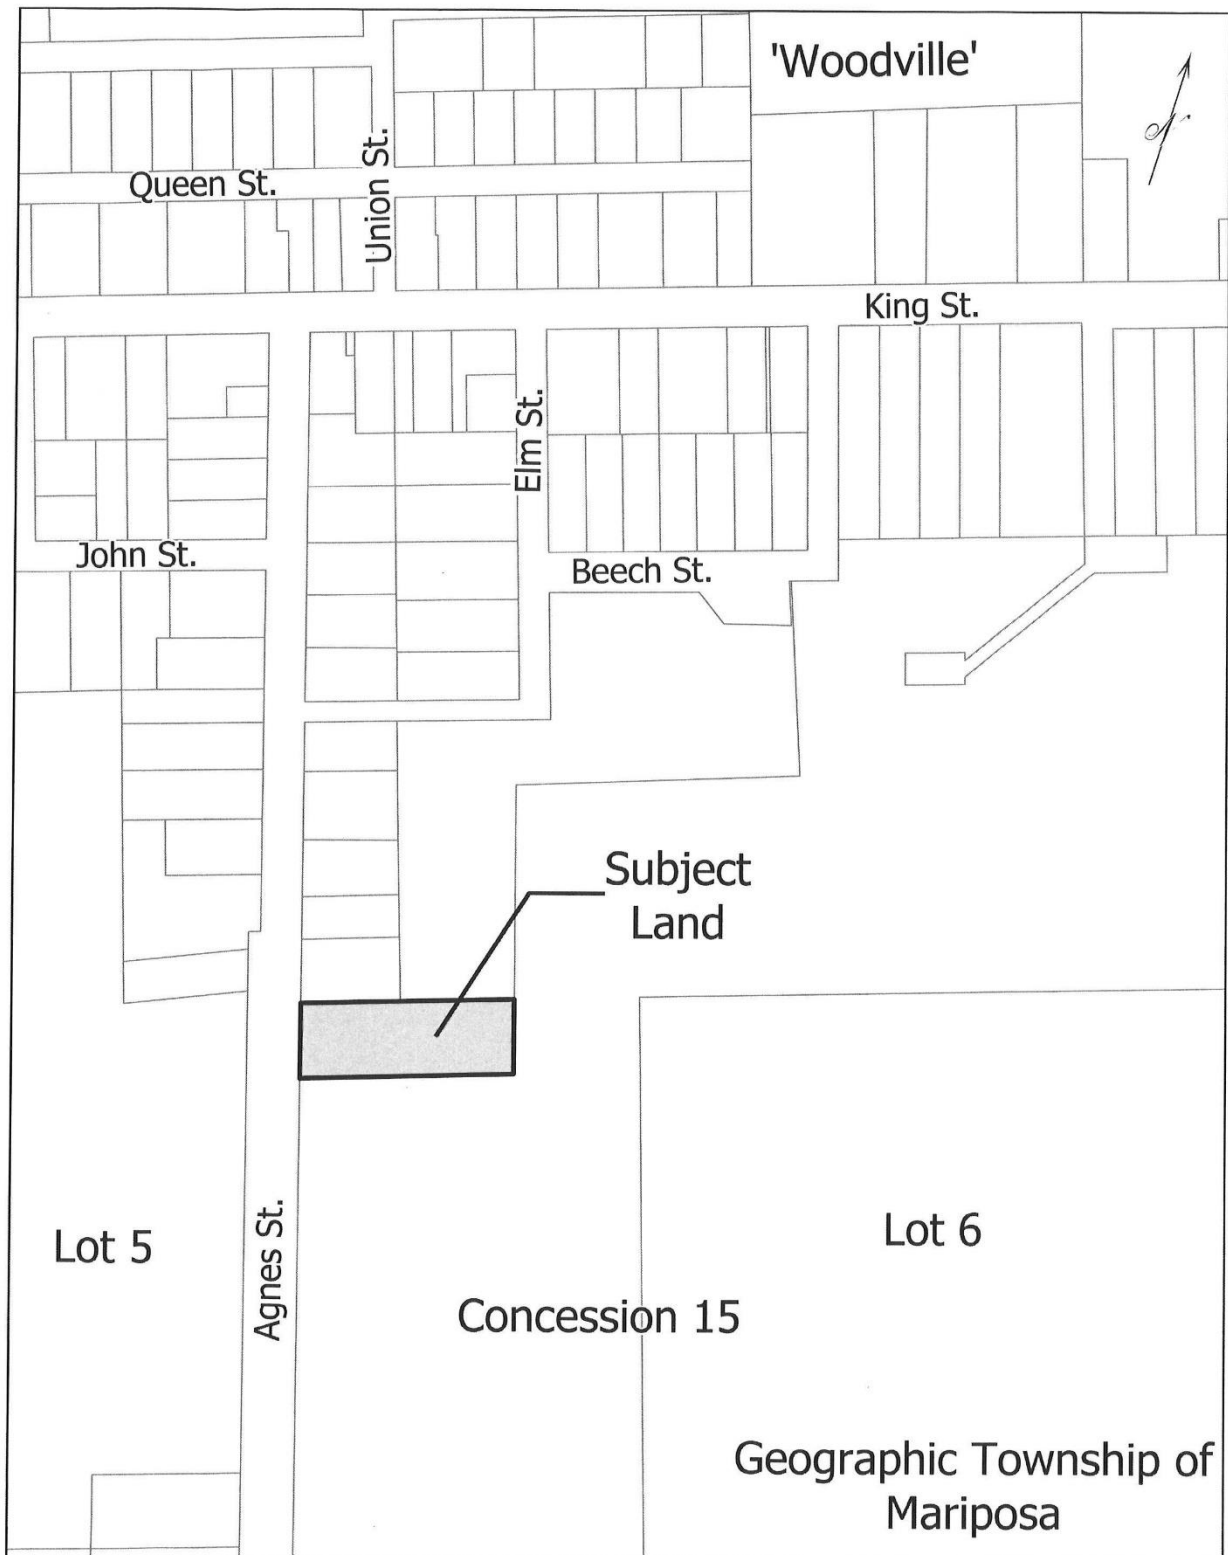 'Woodville'
Queen St.
Union St.
King St.
Elm St.
John St.
Beech St.
Subject
Land
Lot 5
Agnes St.
Lot 6
Concession 15
Geographic Township of
Mariposa